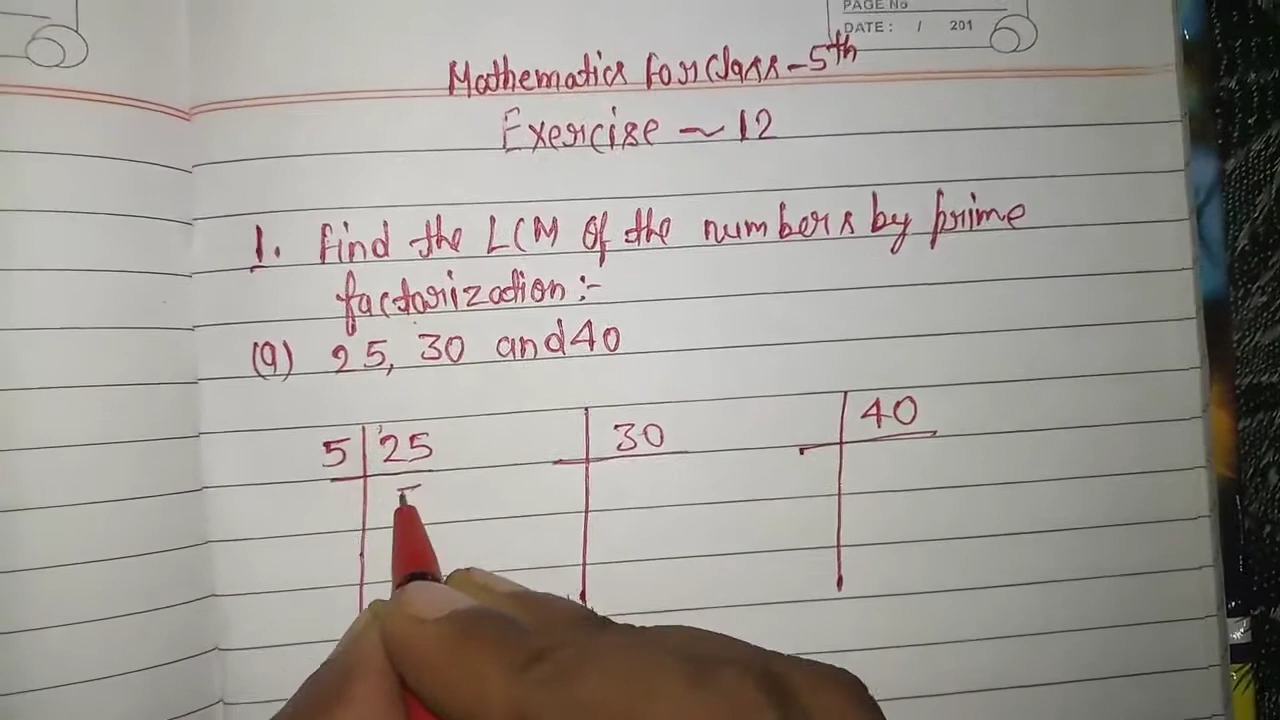 PAGE No
DATE : / 201
Mathematics for Class - 5th
Exercise ~ 12
1. Find the LCM of the numbers by prime
factorization :-
(a) 25, 30 and 40
5 25 30 40